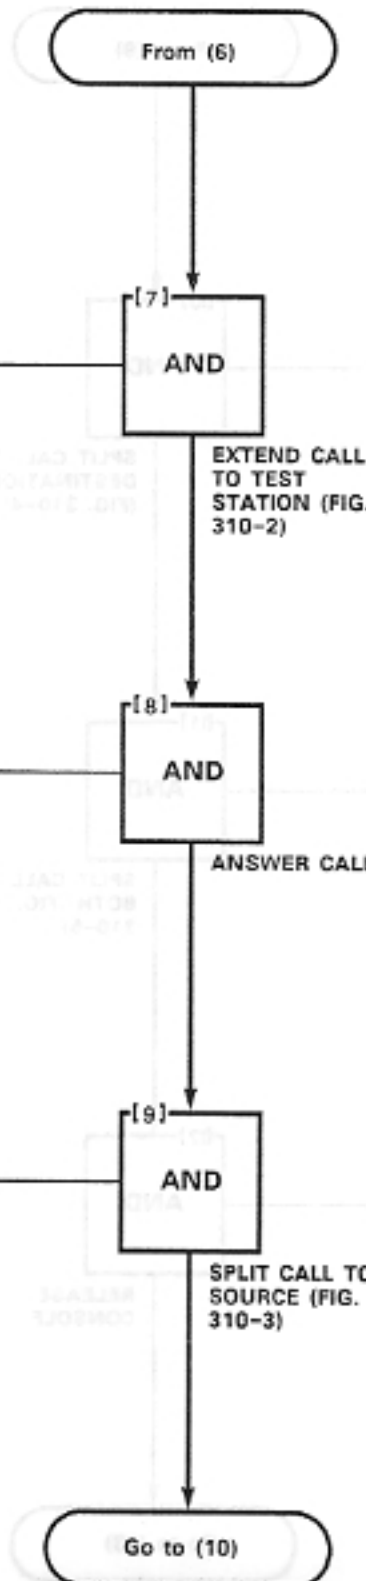 From (6)
[7]
AND
EXTEND CALL
TO TEST
STATION (FIG.
310-2)
[8]
AND
ANSWER CALL
[9]
AND
SPLIT CALL TO
SOURCE (FIG.
310-3)
Go to (10)